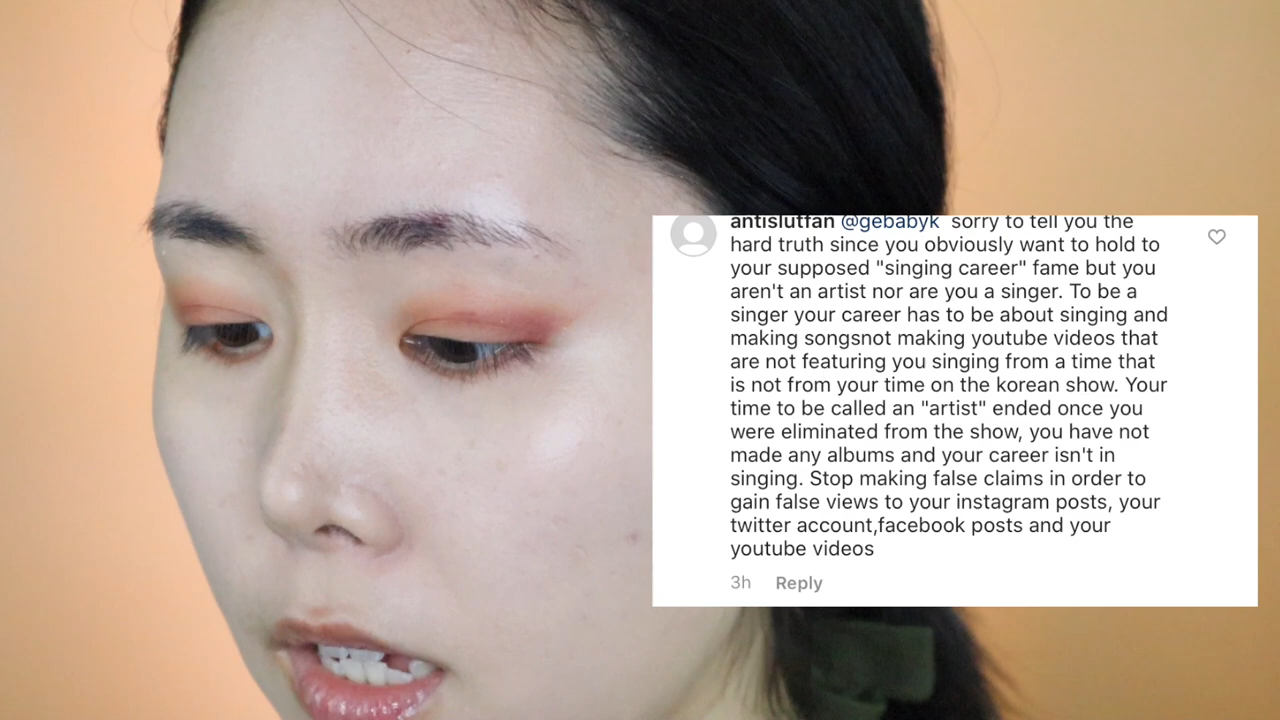 antislutfan @gebabyk sorry to tell you the
hard truth since you obviously want to hold to
your supposed "singing career" fame but you
aren't an artist nor are you a singer. To be a
singer your career has to be about singing and
making songsnot making youtube videos that
are not featuring you singing from a time that
is not from your time on the korean show. Your
time to be called an "artist" ended once you
were eliminated from the show, you have not
made any albums and your career isn't in
singing. Stop making false claims in order to
gain false views to your instagram posts, your
twitter account,facebook posts and your
youtube videos
3h Reply